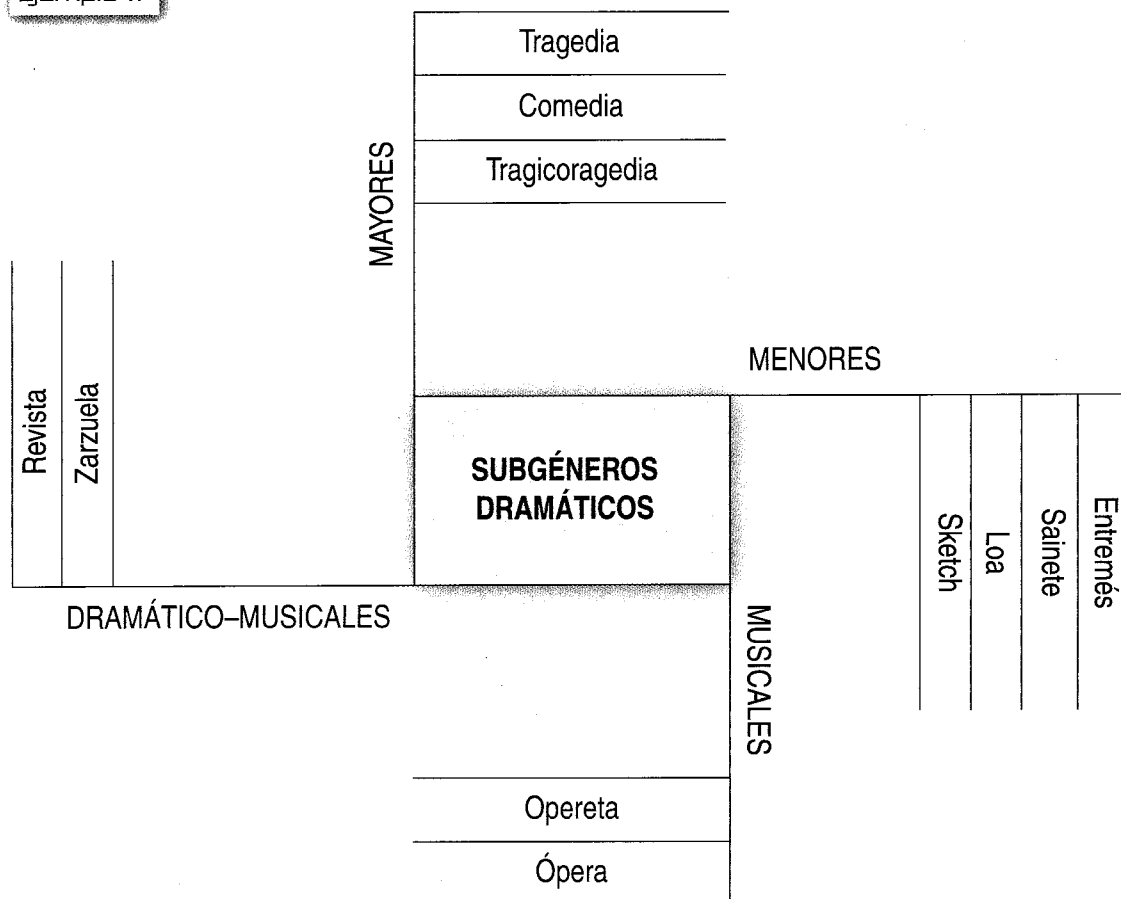 Tragedia
Comedia
Tragicoragedia
MAYORES
Revista
Zarzuela
MENORES
SUBGÉNEROS
DRAMÁTICOS
Sketch
Loa
Sainete
Entremés
DRAMÁTICO–MUSICALES
MUSICALES
Opereta
Ópera